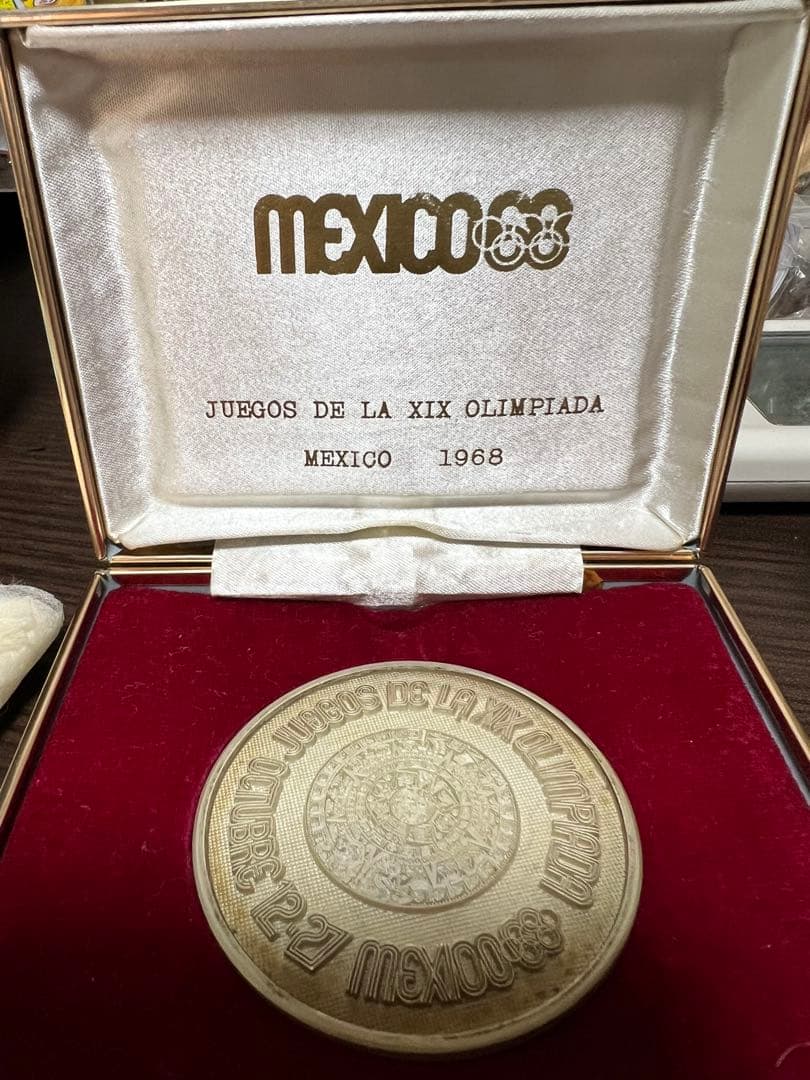 MEXICO68
JUEGOS DE LA XIX OLIMPIADA
MEXICO 1968
JUEGOS DE LA XIX OLIMPIADA
MEXICO68
OCTUBRE 12-27